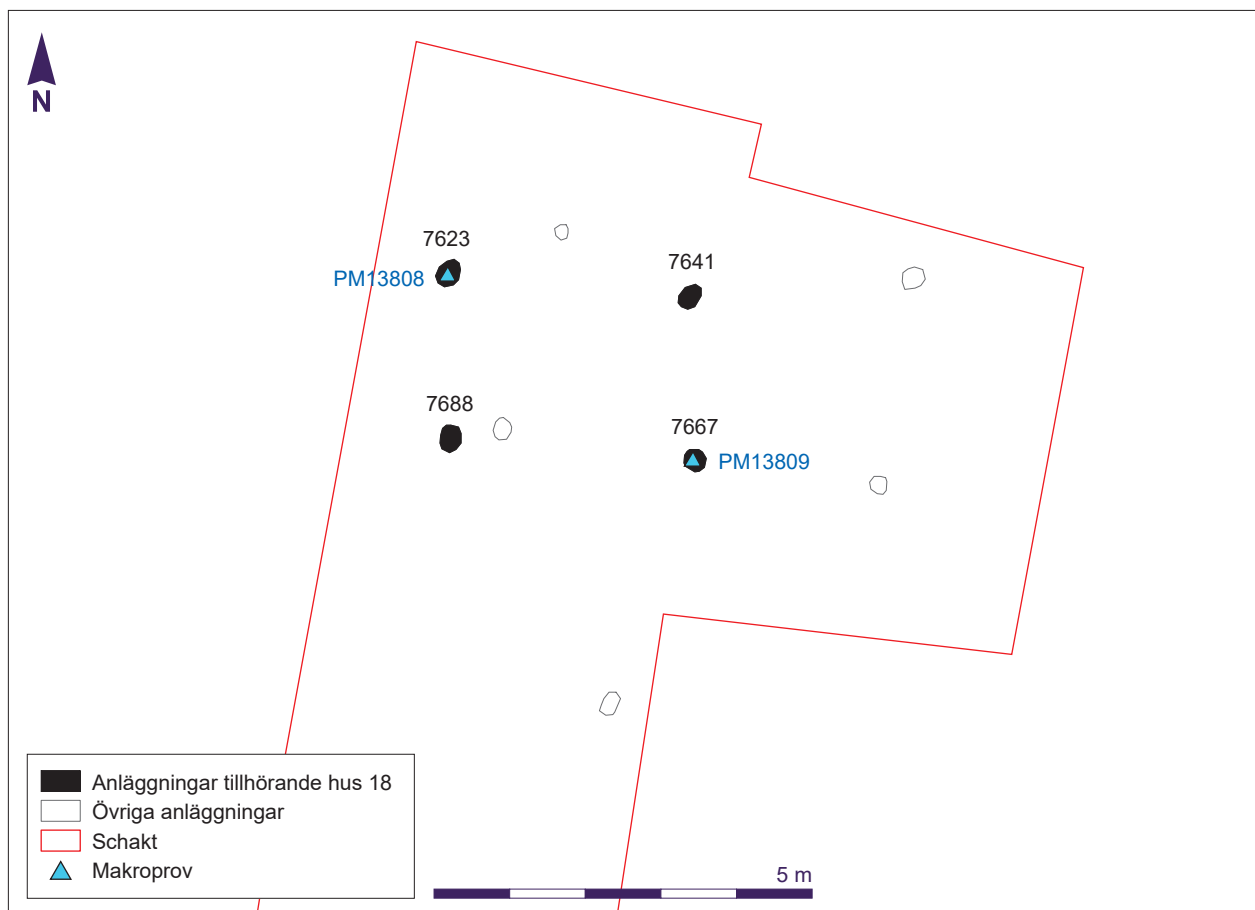 N
7623
PM13808
7641
7688
7667
PM13809
Anläggningar tillhörande hus 18
Övriga anläggningar
Schakt
Makroprov
5 m